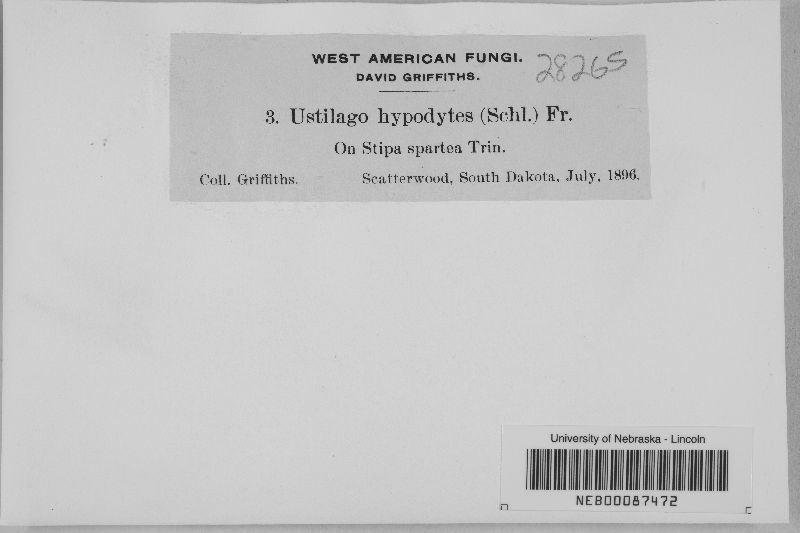 WEST AMERICAN FUNGI.
DAVID GRIFFITHS.
28265
3. Ustilago hypodytes (Schl.) Fr.
On Stipa spartea Trin.
Coll. Griffiths. Scatterwood, South Dakota, July, 1896.
University of Nebraska - Lincoln
NEB00087472